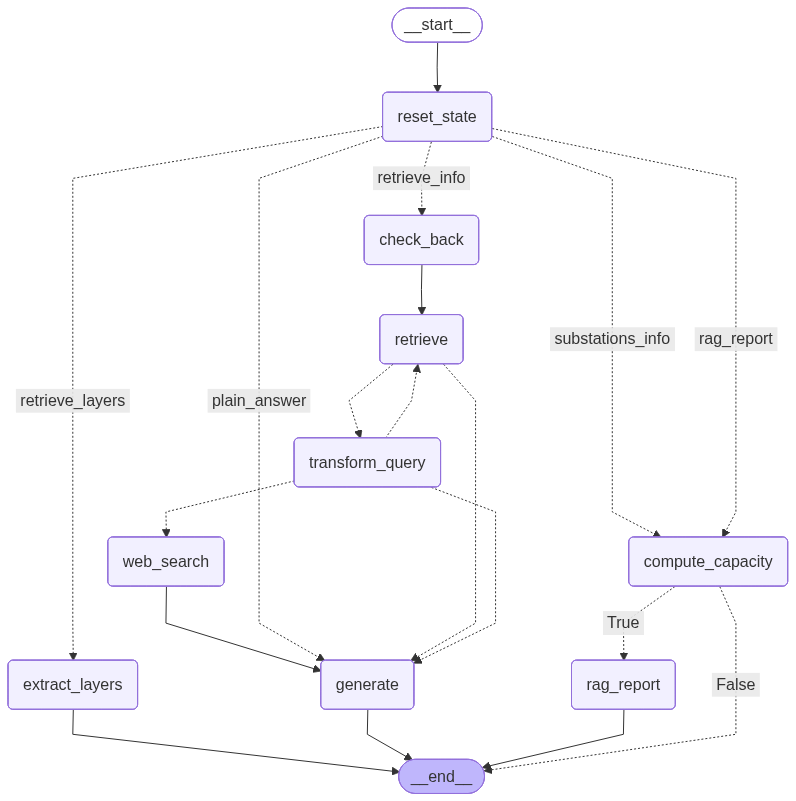 __start__
reset_state
retrieve_info
check_back
retrieve
substations_info
rag_report
retrieve_layers
plain_answer
transform_query
web_search
compute_capacity
True
extract_layers
generate
rag_report
False
__end__